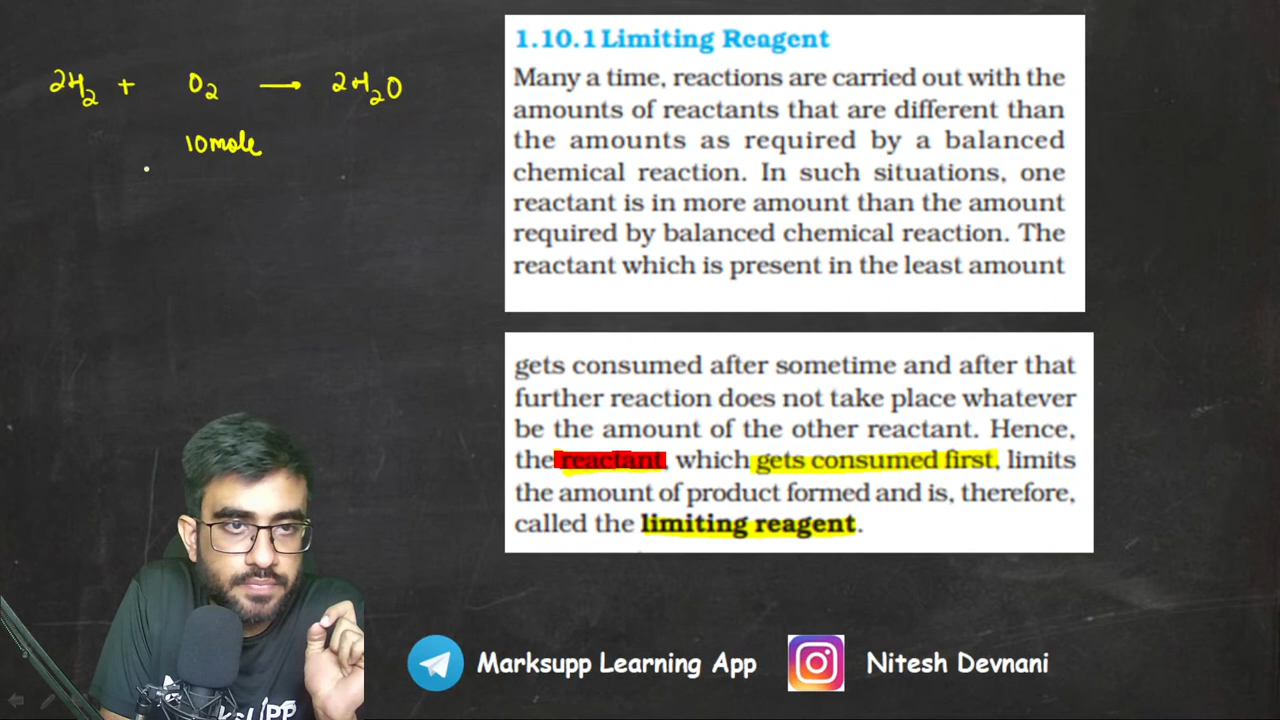 2H₂ + O₂ → 2H₂O
10mole
1.10.1 Limiting Reagent
Many a time, reactions are carried out with the
amounts of reactants that are different than
the amounts as required by a balanced
chemical reaction. In such situations, one
reactant is in more amount than the amount
required by balanced chemical reaction. The
reactant which is present in the least amount
gets consumed after sometime and after that
further reaction does not take place whatever
be the amount of the other reactant. Hence,
the reactant, which gets consumed first, limits
the amount of product formed and is, therefore,
called the limiting reagent.
Marksupp Learning App
Nitesh Devnani